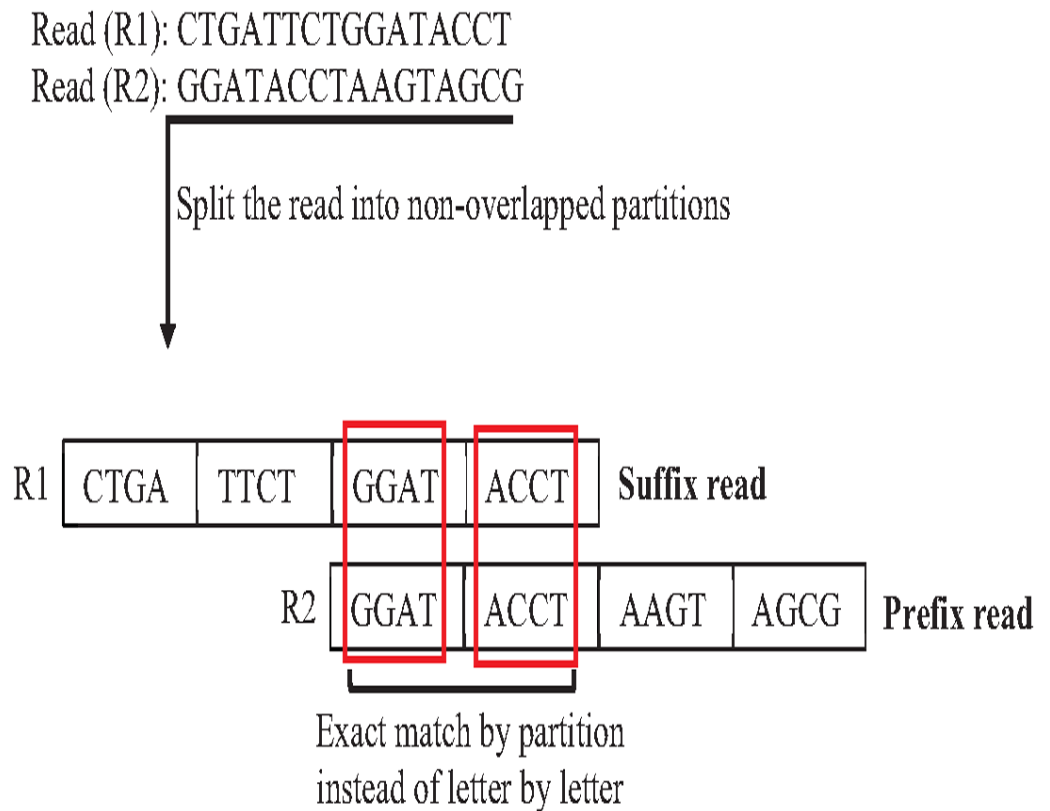 Read (R1): CTGATTCTGGATACCT
Read (R2): GGATACCTAAGTAGCG
Split the read into non-overlapped partitions
R1 CTGA TTCT GGAT ACCT Suffix read
R2 GGAT ACCT AAGT AGCG Prefix read
Exact match by partition
instead of letter by letter